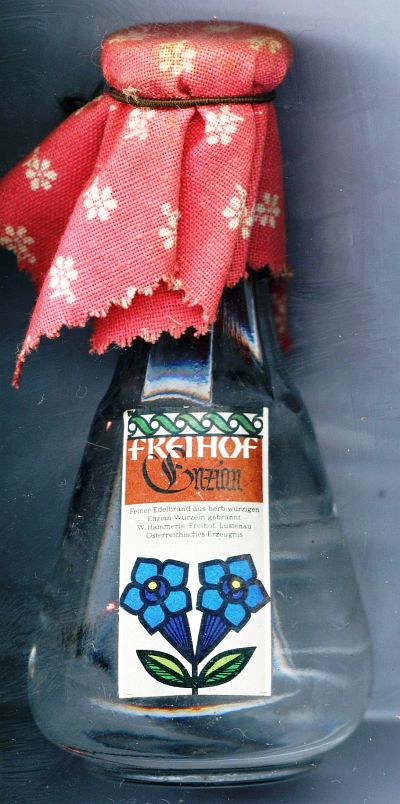 FREIHOF
Enzian
Feiner Edelbrand aus herb-würzigen
Enzian-Wurzeln gebrannt
W. Hämmerle, Freihof, Lustenau
Österreichisches Erzeugnis